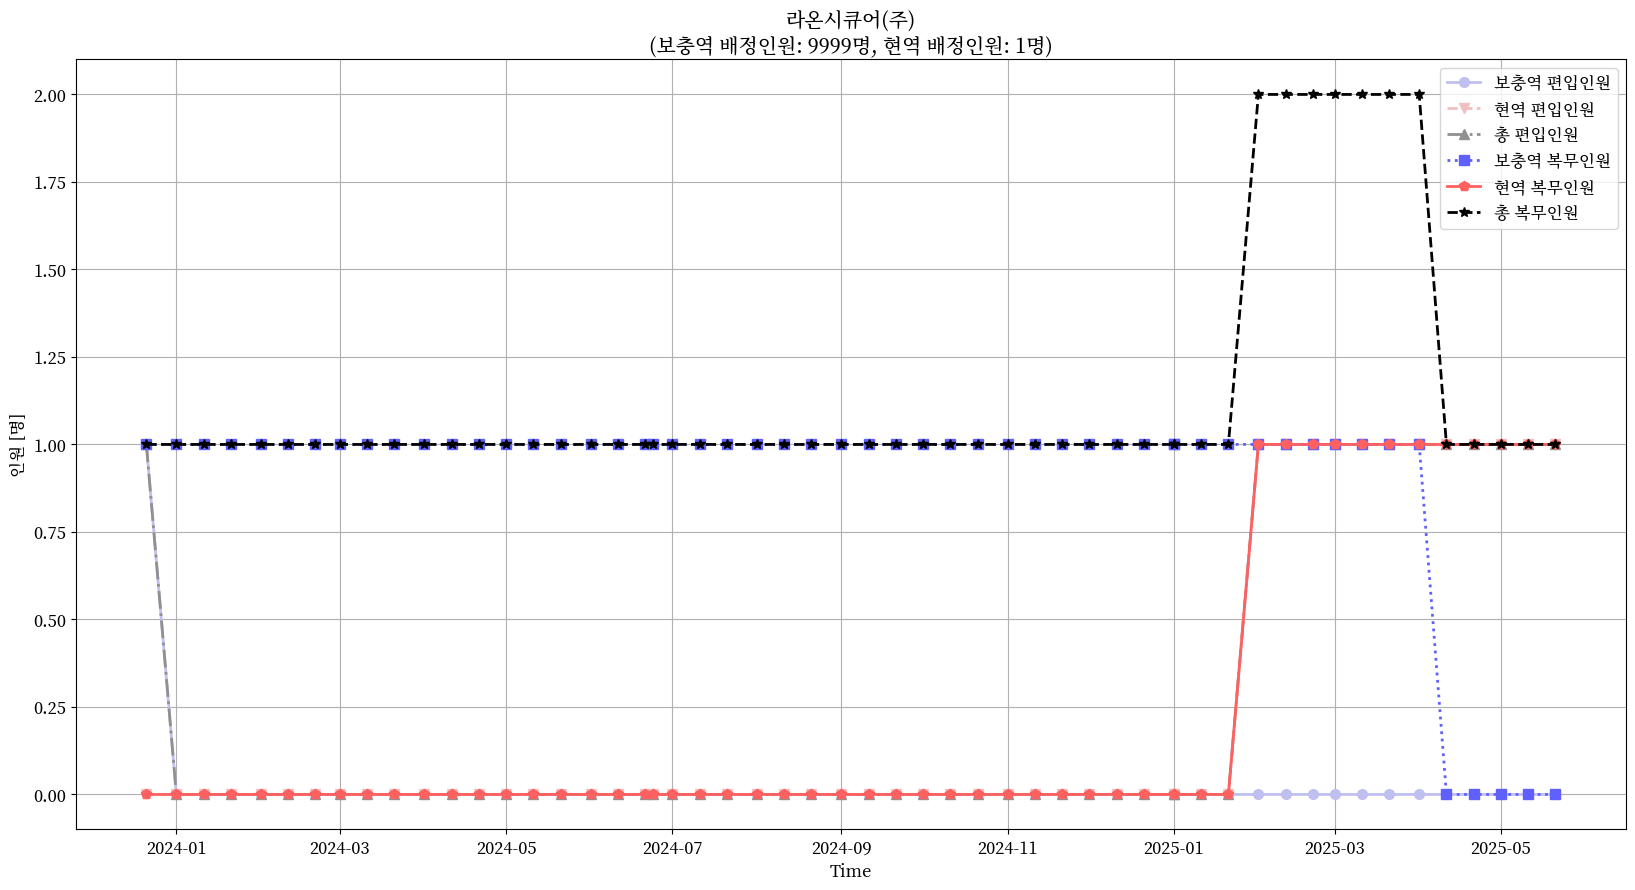 라온시큐어(주)
(보충역 배정인원: 9999명, 현역 배정인원: 1명)
보충역 편입인원
현역 편입인원
총 편입인원
보충역 복무인원
현역 복무인원
총 복무인원
인원 [명]
2.00
1.75
1.50
1.25
1.00
0.75
0.50
0.25
0.00
2024-01 2024-03 2024-05 2024-07 2024-09 2024-11 2025-01 2025-03 2025-05
Time